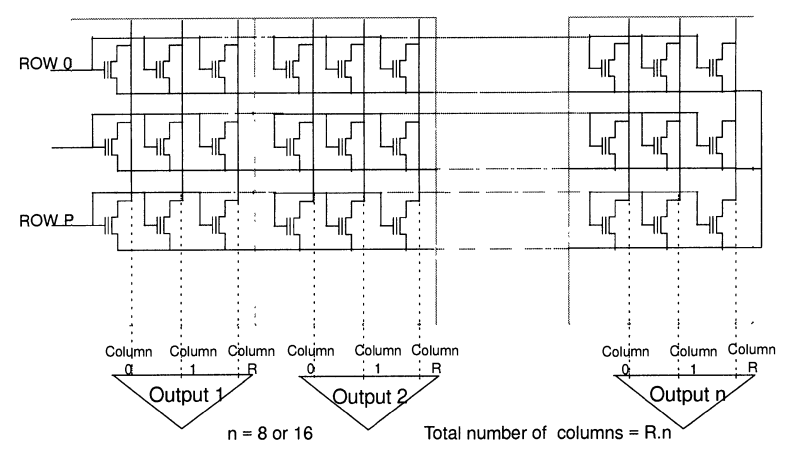 ROW 0
ROW P
Column Column Column Column Column Column Column Column Column
0 1 R 0 1 R 0 1 R
Output 1 Output 2 Output n
n = 8 or 16 Total number of columns = R.n